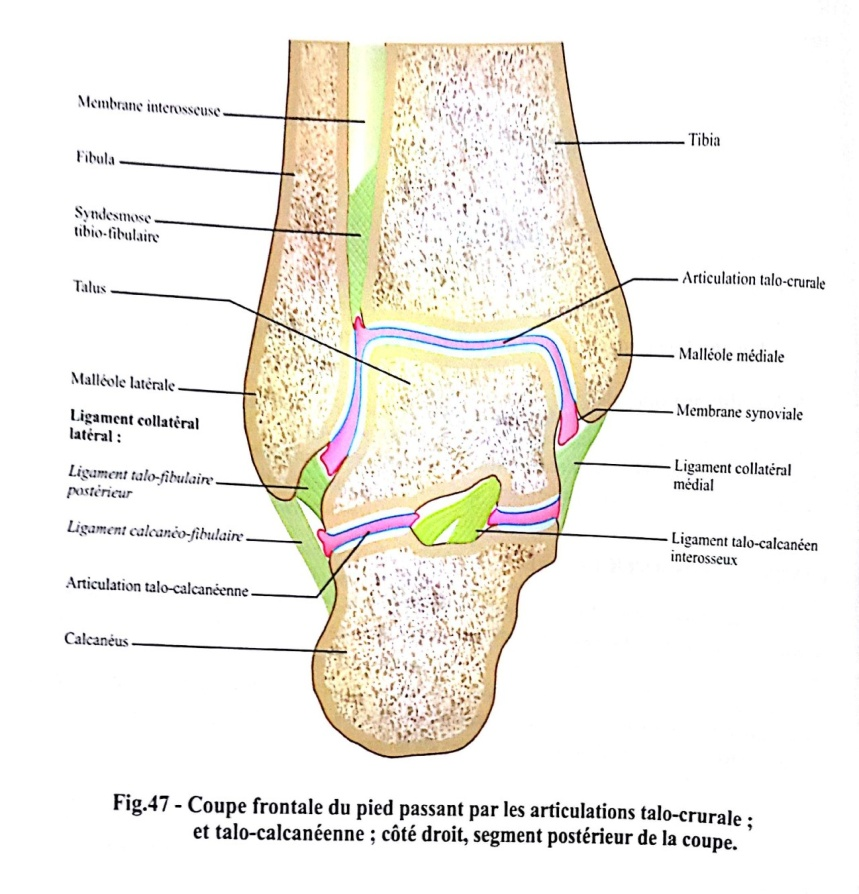 Membrane interosseuse
Fibula
Syndesmose
tibio-fibulaire
Talus
Malléole latérale
Ligament collatéral
latéral :
Ligament talo-fibulaire
postérieur
Ligament calcanéo-fibulaire
Articulation talo-calcanéenne
Calcanéus
Tibia
Articulation talo-crurale
Malléole médiale
Membrane synoviale
Ligament collatéral
médial
Ligament talo-calcanéen
interosseux
Fig.47 - Coupe frontale du pied passant par les articulations talo-crurale ;
et talo-calcanéenne ; côté droit, segment postérieur de la coupe.